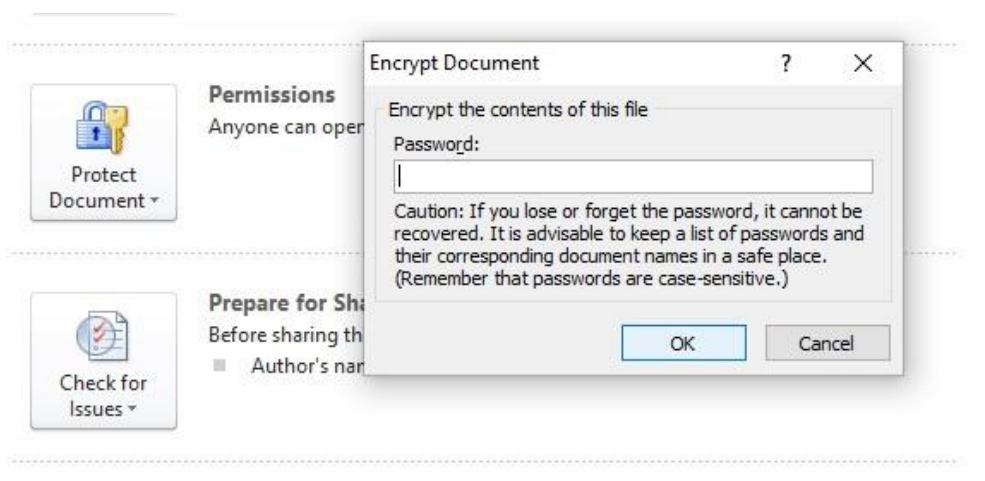 Encrypt Document
?
Encrypt the contents of this file
Password:
Caution: If you lose or forget the password, it cannot be
recovered. It is advisable to keep a list of passwords and
their corresponding document names in a safe place.
(Remember that passwords are case-sensitive.)
OK
Cancel
Protect
Document
Permissions
Anyone can open
Check for
Issues
Prepare for Sha
Before sharing th
Author's nam